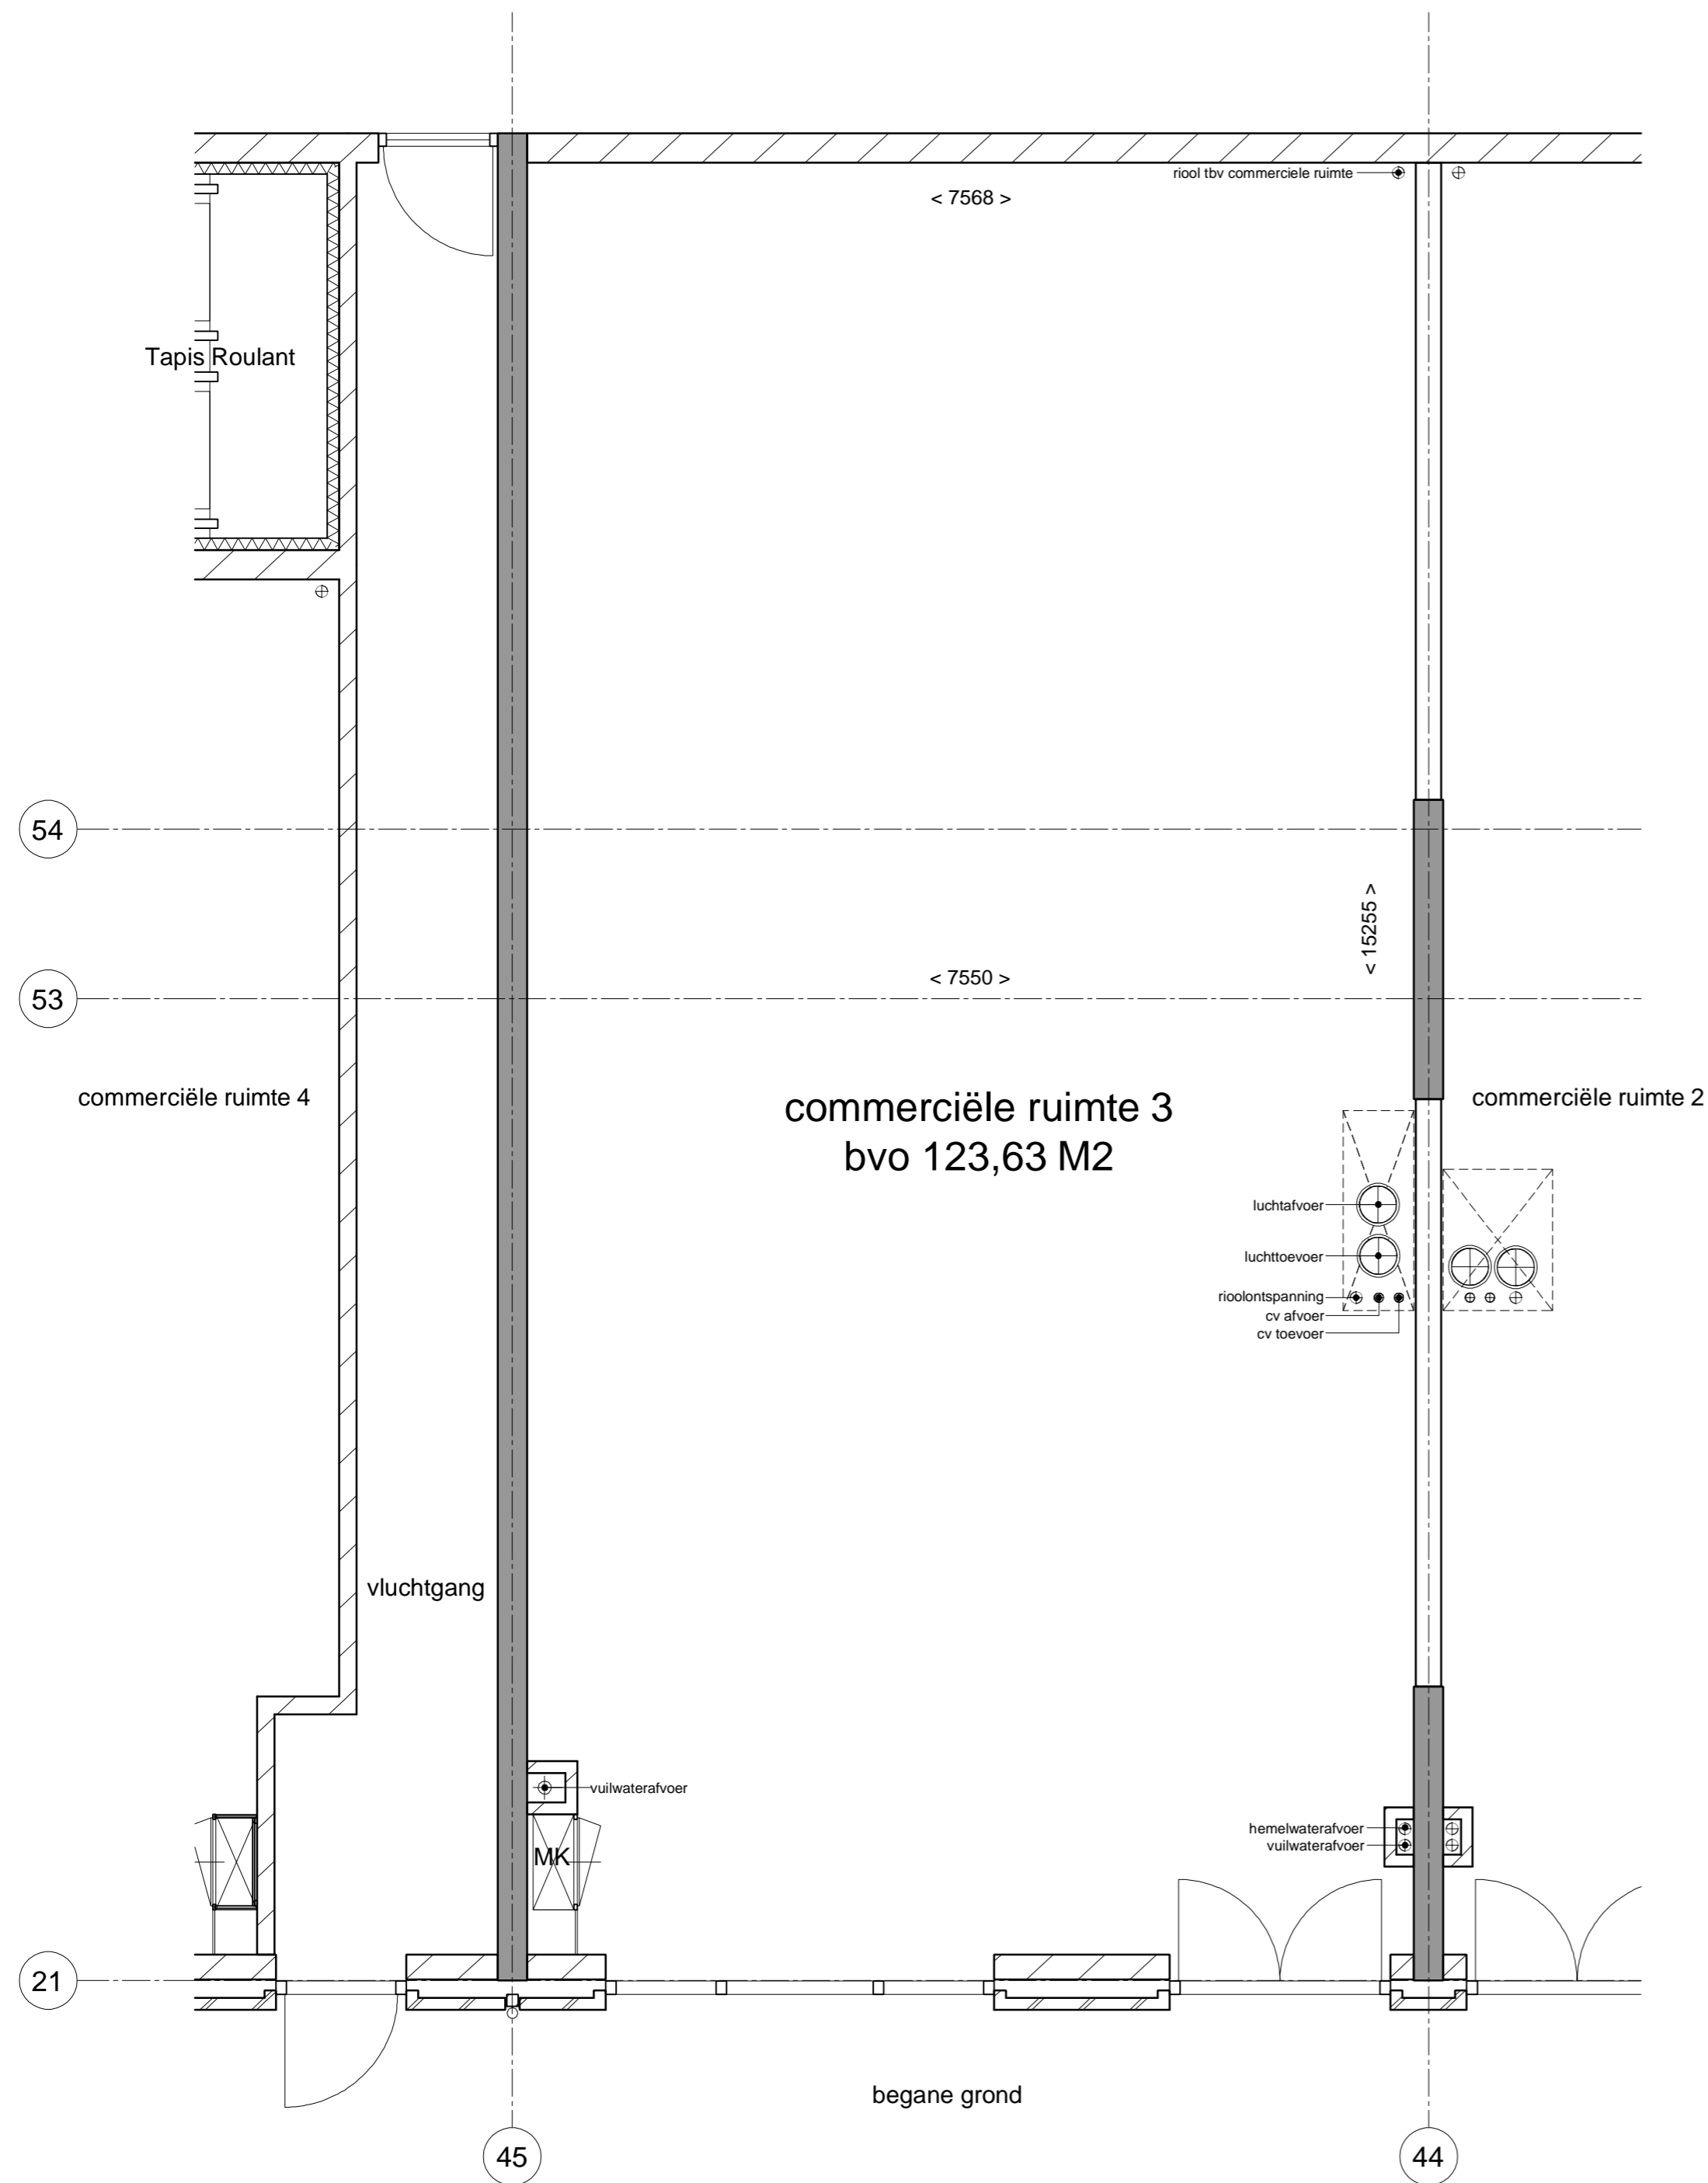 riool tbv commerciele ruimte
< 7568 >
Tapis Roulant
54
< 15255 >
53
< 7550 >
commerciële ruimte 4
commerciële ruimte 3
bvo 123,63 M2
commerciële ruimte 2
luchtafvoer
luchttoevoer
rioolontspanning
cv afvoer
cv toevoer
vluchtgang
vuilwaterafvoer
MK
hemelwaterafvoer
vuilwaterafvoer
21
begane grond
45
44